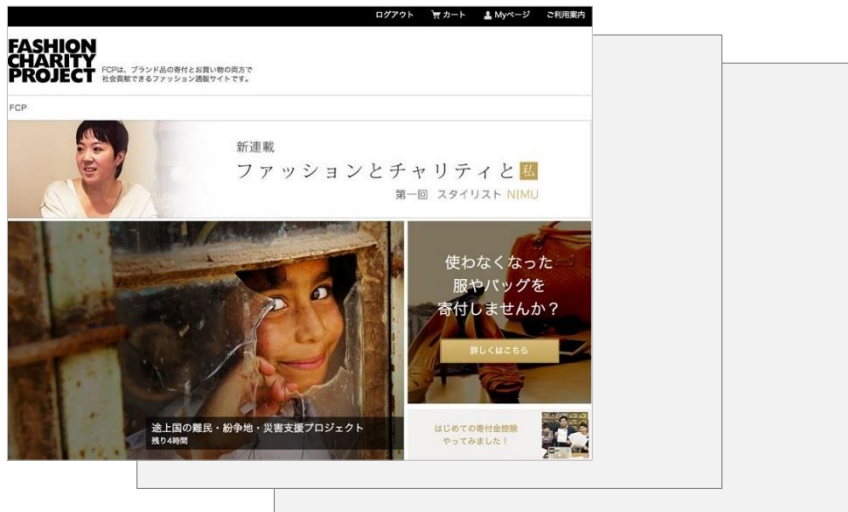 ログアウト カート Myページ ご利用案内
FASHION
CHARITY
PROJECT
FCPは、ブランド品の寄付とお買い物の両方で
社会貢献できるファッション通販サイトです。
FCP
新連載
ファッションとチャリティと私
第一回 スタイリスト NIMU
使わなくなった
服やバッグを
寄付しませんか？
詳しくはこちら
途上国の難民・紛争地・災害支援プロジェクト
残り4時間
はじめての寄付金控除
やってみました！